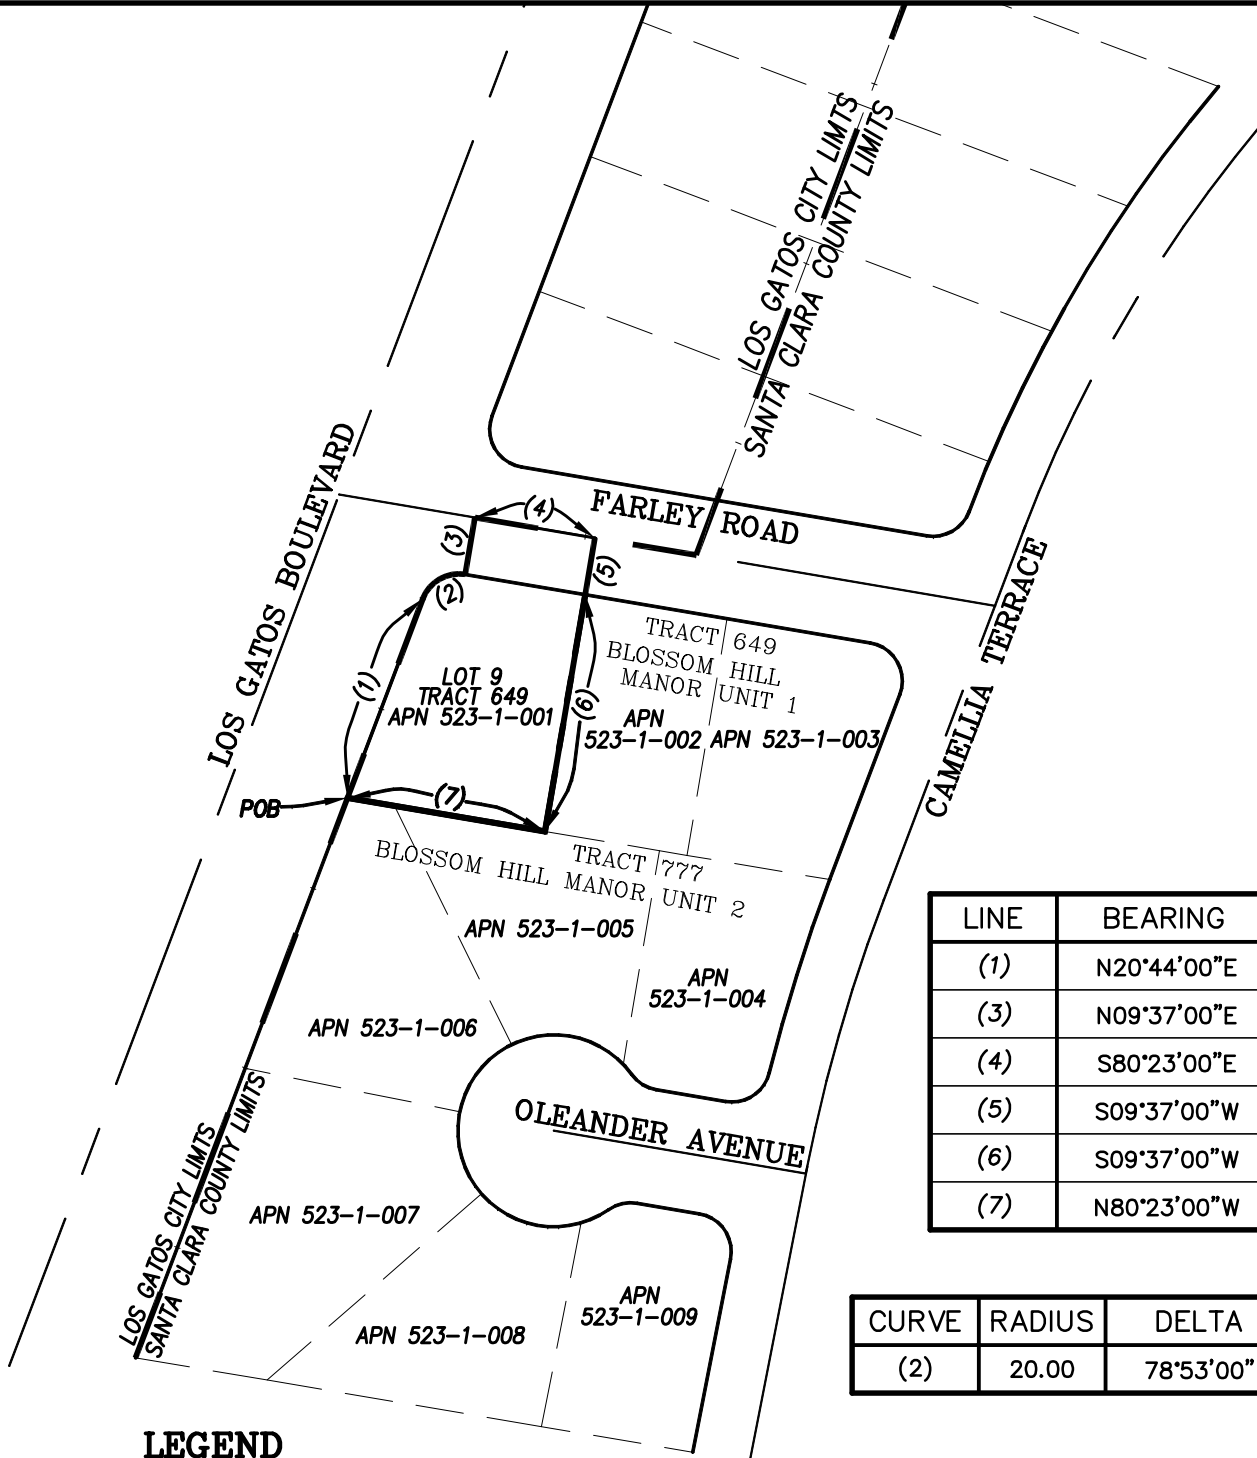 LOS GATOS CITY LIMTS
SANTA CLARA COUNTY LIMITS
LOS GATOS BOULEVARD
FARLEY ROAD
CAMELLIA TERRACE
(4)
(3)
(5)
(2)
(1)
(6)
(7)
POB
LOT 9
TRACT 649
APN 523-1-001
TRACT 649
BLOSSOM HILL
MANOR UNIT 1
APN
523-1-002
APN 523-1-003
TRACT 777
BLOSSOM HILL MANOR UNIT 2
APN 523-1-005
APN
523-1-004
APN 523-1-006
OLEANDER AVENUE
LOS GATOS CITY LIMTS
SANTA CLARA COUNTY LIMITS
APN 523-1-007
APN 523-1-008
APN
523-1-009
LINE BEARING
(1) N20°44'00"E
(3) N09°37'00"E
(4) S80°23'00"E
(5) S09°37'00"W
(6) S09°37'00"W
(7) N80°23'00"W
CURVE RADIUS DELTA
(2) 20.00 78°53'00"
LEGEND